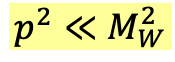 p² ≪ M_W²